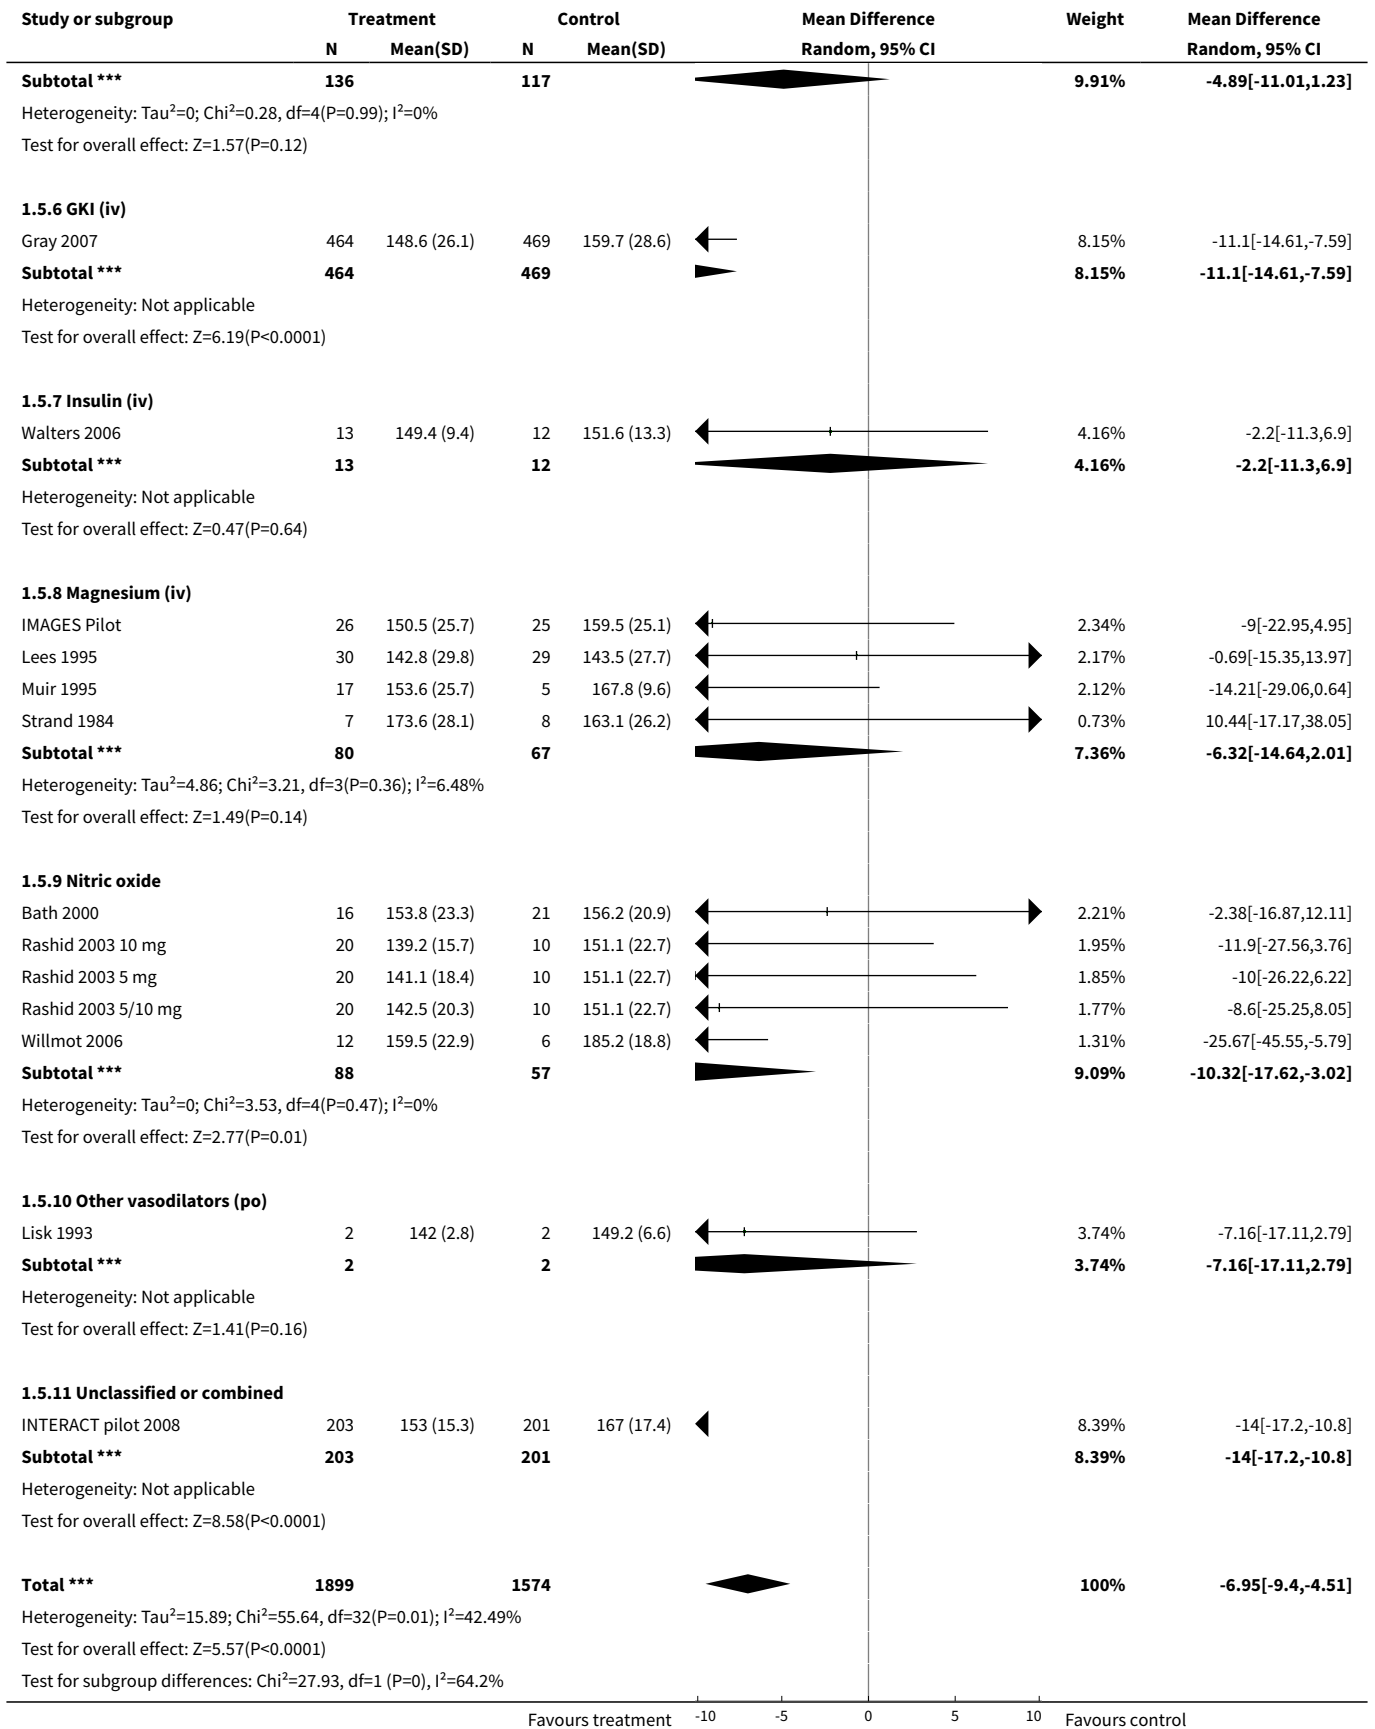 Study or subgroup Treatment Control Mean Difference Weight Mean Difference
N Mean(SD) N Mean(SD) Random, 95% CI Random, 95% CI
Subtotal *** 136 117 9.91% -4.89[-11.01,1.23]
Heterogeneity: Tau²=0; Chi²=0.28, df=4(P=0.99); I²=0%
Test for overall effect: Z=1.57(P=0.12)
1.5.6 GKI (iv)
Gray 2007 464 148.6 (26.1) 469 159.7 (28.6) 8.15% -11.1[-14.61,-7.59]
Subtotal *** 464 469 8.15% -11.1[-14.61,-7.59]
Heterogeneity: Not applicable
Test for overall effect: Z=6.19(P<0.0001)
1.5.7 Insulin (iv)
Walters 2006 13 149.4 (9.4) 12 151.6 (13.3) 4.16% -2.2[-11.3,6.9]
Subtotal *** 13 12 4.16% -2.2[-11.3,6.9]
Heterogeneity: Not applicable
Test for overall effect: Z=0.47(P=0.64)
1.5.8 Magnesium (iv)
IMAGES Pilot 26 150.5 (25.7) 25 159.5 (25.1) 2.34% -9[-22.95,4.95]
Lees 1995 30 142.8 (29.8) 29 143.5 (27.7) 2.17% -0.69[-15.35,13.97]
Muir 1995 17 153.6 (25.7) 5 167.8 (9.6) 2.12% -14.21[-29.06,0.64]
Strand 1984 7 173.6 (28.1) 8 163.1 (26.2) 0.73% 10.44[-17.17,38.05]
Subtotal *** 80 67 7.36% -6.32[-14.64,2.01]
Heterogeneity: Tau²=4.86; Chi²=3.21, df=3(P=0.36); I²=6.48%
Test for overall effect: Z=1.49(P=0.14)
1.5.9 Nitric oxide
Bath 2000 16 153.8 (23.3) 21 156.2 (20.9) 2.21% -2.38[-16.87,12.11]
Rashid 2003 10 mg 20 139.2 (15.7) 10 151.1 (22.7) 1.95% -11.9[-27.56,3.76]
Rashid 2003 5 mg 20 141.1 (18.4) 10 151.1 (22.7) 1.85% -10[-26.22,6.22]
Rashid 2003 5/10 mg 20 142.5 (20.3) 10 151.1 (22.7) 1.77% -8.6[-25.25,8.05]
Willmot 2006 12 159.5 (22.9) 6 185.2 (18.8) 1.31% -25.67[-45.55,-5.79]
Subtotal *** 88 57 9.09% -10.32[-17.62,-3.02]
Heterogeneity: Tau²=0; Chi²=3.53, df=4(P=0.47); I²=0%
Test for overall effect: Z=2.77(P=0.01)
1.5.10 Other vasodilators (po)
Lisk 1993 2 142 (2.8) 2 149.2 (6.6) 3.74% -7.16[-17.11,2.79]
Subtotal *** 2 2 3.74% -7.16[-17.11,2.79]
Heterogeneity: Not applicable
Test for overall effect: Z=1.41(P=0.16)
1.5.11 Unclassified or combined
INTERACT pilot 2008 203 153 (15.3) 201 167 (17.4) 8.39% -14[-17.2,-10.8]
Subtotal *** 203 201 8.39% -14[-17.2,-10.8]
Heterogeneity: Not applicable
Test for overall effect: Z=8.58(P<0.0001)
Total *** 1899 1574 100% -6.95[-9.4,-4.51]
Heterogeneity: Tau²=15.89; Chi²=55.64, df=32(P=0.01); I²=42.49%
Test for overall effect: Z=5.57(P<0.0001)
Test for subgroup differences: Chi²=27.93, df=1 (P=0), I²=64.2%
Favours treatment -10 -5 0 5 10 Favours control